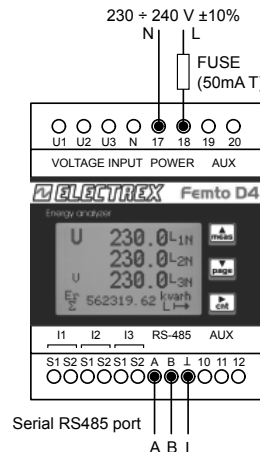 230 ÷ 240 V ±10%
N L
FUSE
(50mA T)
U1 U2 U3 N 17 18 19 20
VOLTAGE INPUT POWER AUX
ELECTREX Femto D4
Energy analyzer
U 230.0 L1N
230.0 L2N
U 230.0 L3N
Er Σ 562319.62 kvarh L
meas
page
cnt
I1 I2 I3 RS-485 AUX
S1 S2 S1 S2 S1 S2 A B ⊥ 10 11 12
Serial RS485 port
A B ⊥